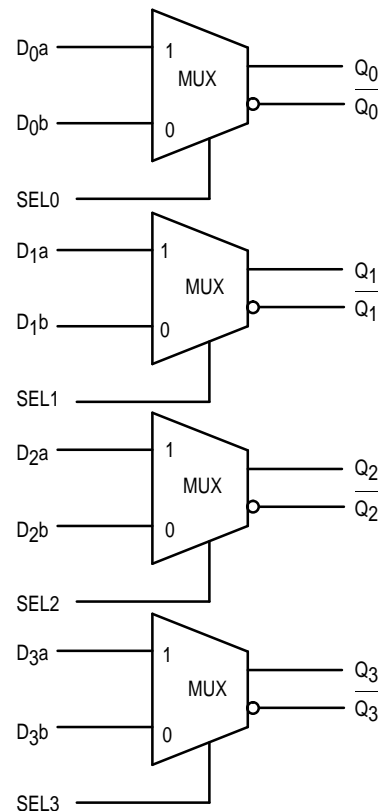 D0a
1
MUX
Q0
Q0
D0b
0
SEL0
D1a
1
MUX
Q1
Q1
D1b
0
SEL1
D2a
1
MUX
Q2
Q2
D2b
0
SEL2
D3a
1
MUX
Q3
Q3
D3b
0
SEL3